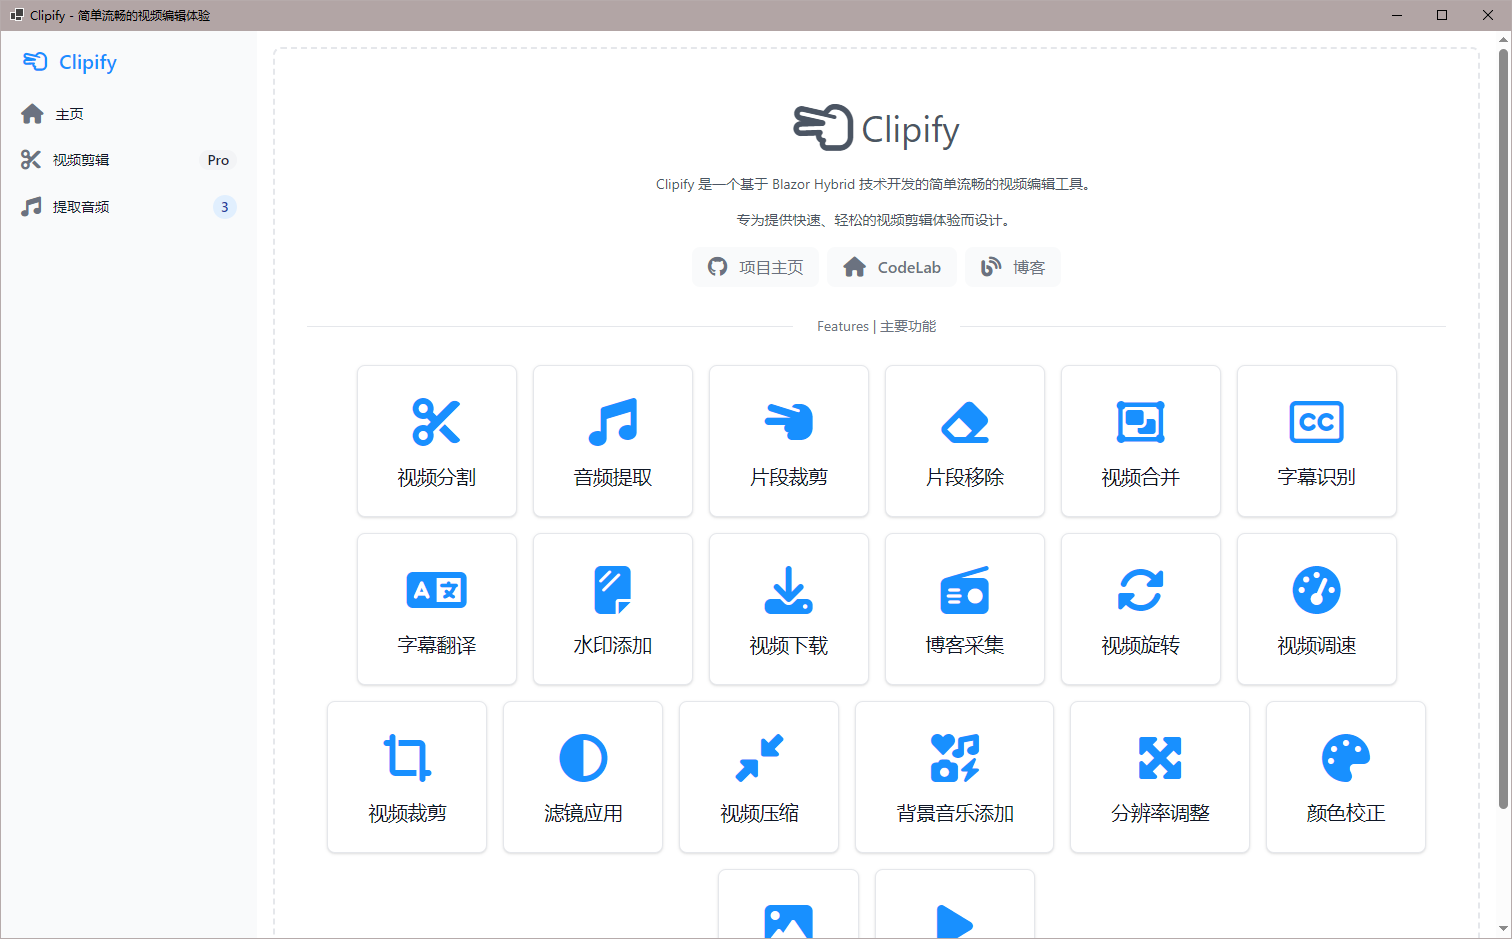 Clipify - 简单流畅的视频编辑体验
Clipify
主页
视频剪辑 Pro
提取音频 3
Clipify
Clipify 是一个基于 Blazor Hybrid 技术开发的简单流畅的视频编辑工具。
专为提供快速、轻松的视频剪辑体验而设计。
项目主页 CodeLab 博客
Features | 主要功能
CC
视频分割 音频提取 片段裁剪 片段移除 视频合并 字幕识别
A 文
字幕翻译 水印添加 视频下载 博客采集 视频旋转 视频调速
视频裁剪 滤镜应用 视频压缩 背景音乐添加 分辨率调整 颜色校正